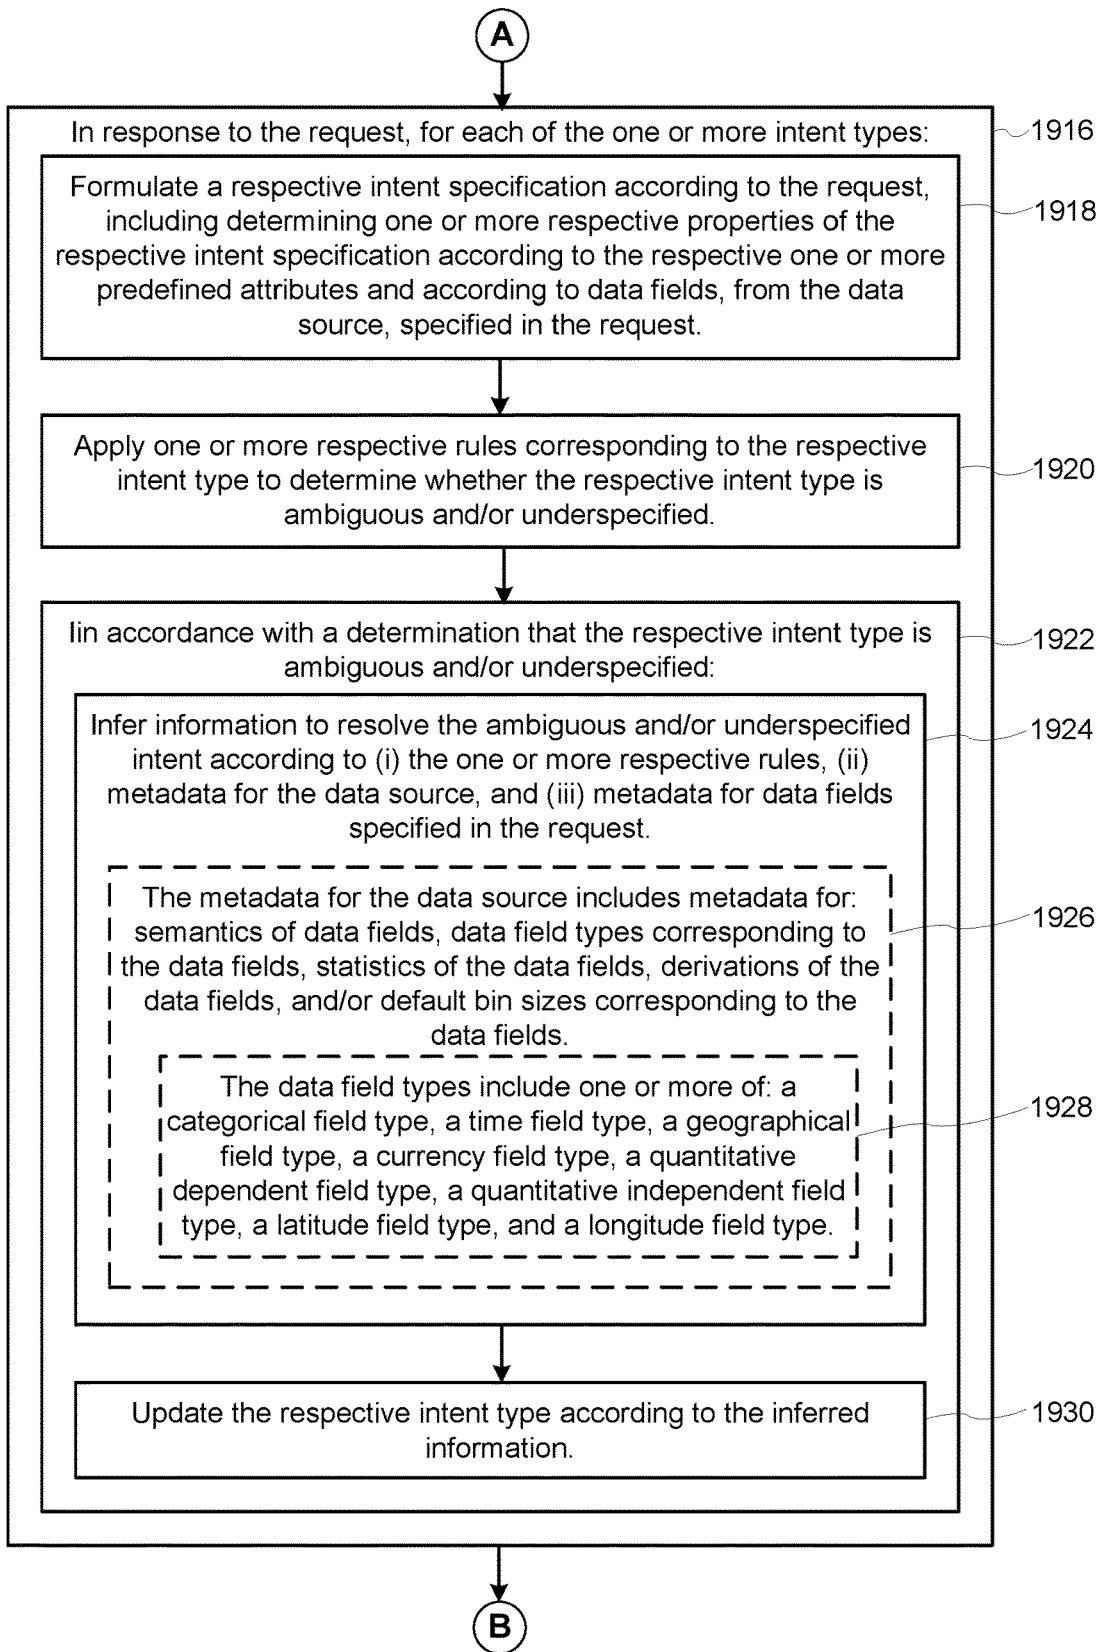 A
In response to the request, for each of the one or more intent types:
1916
Formulate a respective intent specification according to the request,
including determining one or more respective properties of the
respective intent specification according to the respective one or more
predefined attributes and according to data fields, from the data
source, specified in the request.
1918
Apply one or more respective rules corresponding to the respective
intent type to determine whether the respective intent type is
ambiguous and/or underspecified.
1920
Iin accordance with a determination that the respective intent type is
ambiguous and/or underspecified:
1922
Infer information to resolve the ambiguous and/or underspecified
intent according to (i) the one or more respective rules, (ii)
metadata for the data source, and (iii) metadata for data fields
specified in the request.
1924
The metadata for the data source includes metadata for:
semantics of data fields, data field types corresponding to
the data fields, statistics of the data fields, derivations of the
data fields, and/or default bin sizes corresponding to the
data fields.
1926
The data field types include one or more of: a
categorical field type, a time field type, a geographical
field type, a currency field type, a quantitative
dependent field type, a quantitative independent field
type, a latitude field type, and a longitude field type.
1928
Update the respective intent type according to the inferred
information.
1930
B